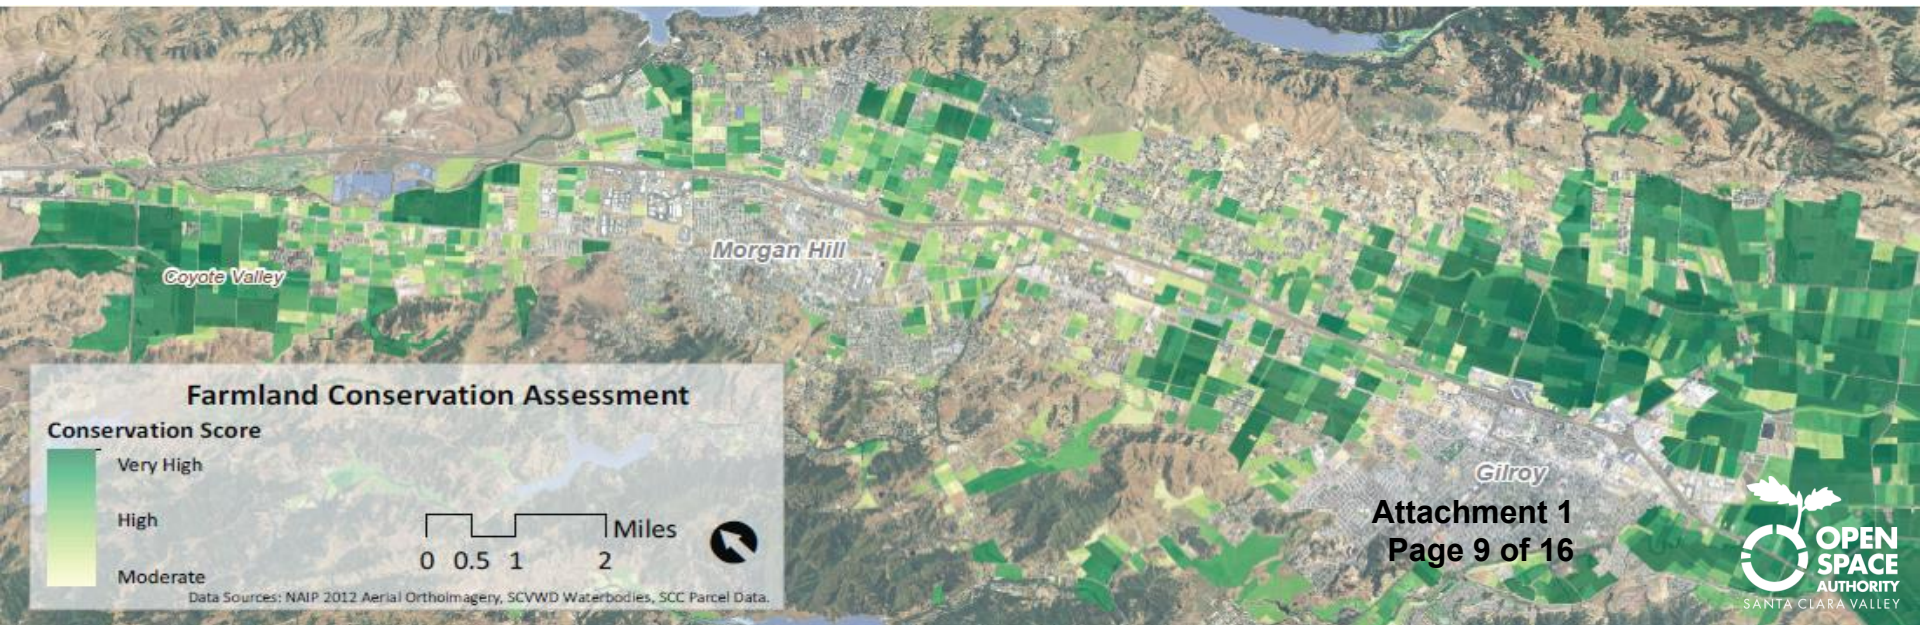 Morgan Hill
Coyote Valley
Farmland Conservation Assessment
Conservation Score
Very High
High
Moderate
Miles
0 0.5 1 2
Data Sources: NAIP 2012 Aerial Orthoimagery, SCVWD Waterbodies, SCC Parcel Data.
Gilroy
Attachment 1
Page 9 of 16
OPEN
SPACE
AUTHORITY
SANTA CLARA VALLEY